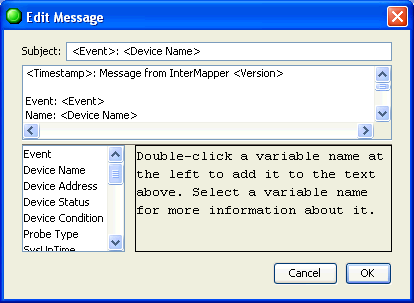 Edit Message
Subject: <Event>: <Device Name>
<Timestamp>: Message from InterMapper <Version>
Event: <Event>
Name: <Device Name>
Event
Device Name
Device Address
Device Status
Device Condition
Probe Type
SysUpTime
Double-click a variable name at
the left to add it to the text
above. Select a variable name
for more information about it.
Cancel
OK